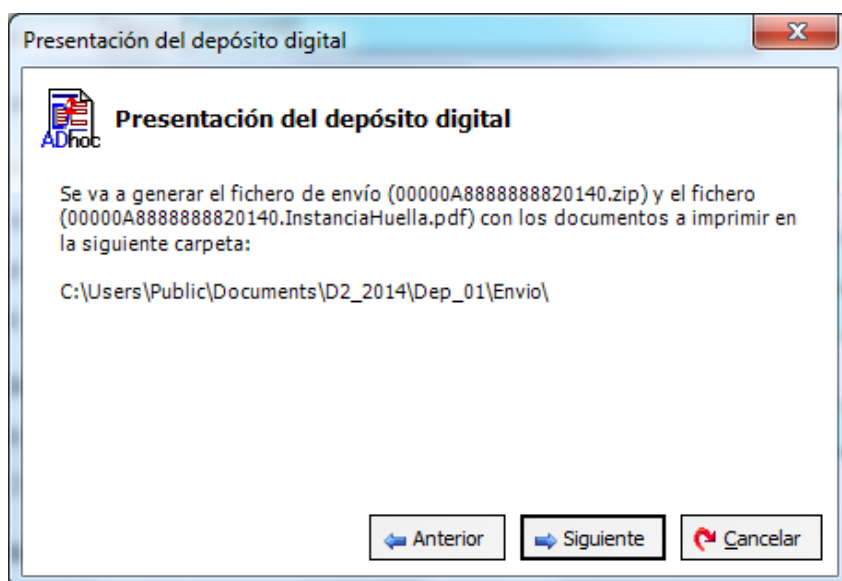 Presentación del depósito digital
X
ADhoc
Presentación del depósito digital
Se va a generar el fichero de envío (00000A8888888820140.zip) y el fichero
(00000A8888888820140.InstanciaHuella.pdf) con los documentos a imprimir en
la siguiente carpeta:
C:\Users\Public\Documents\D2_2014\Dep_01\Envio\
Anterior
Siguiente
Cancelar